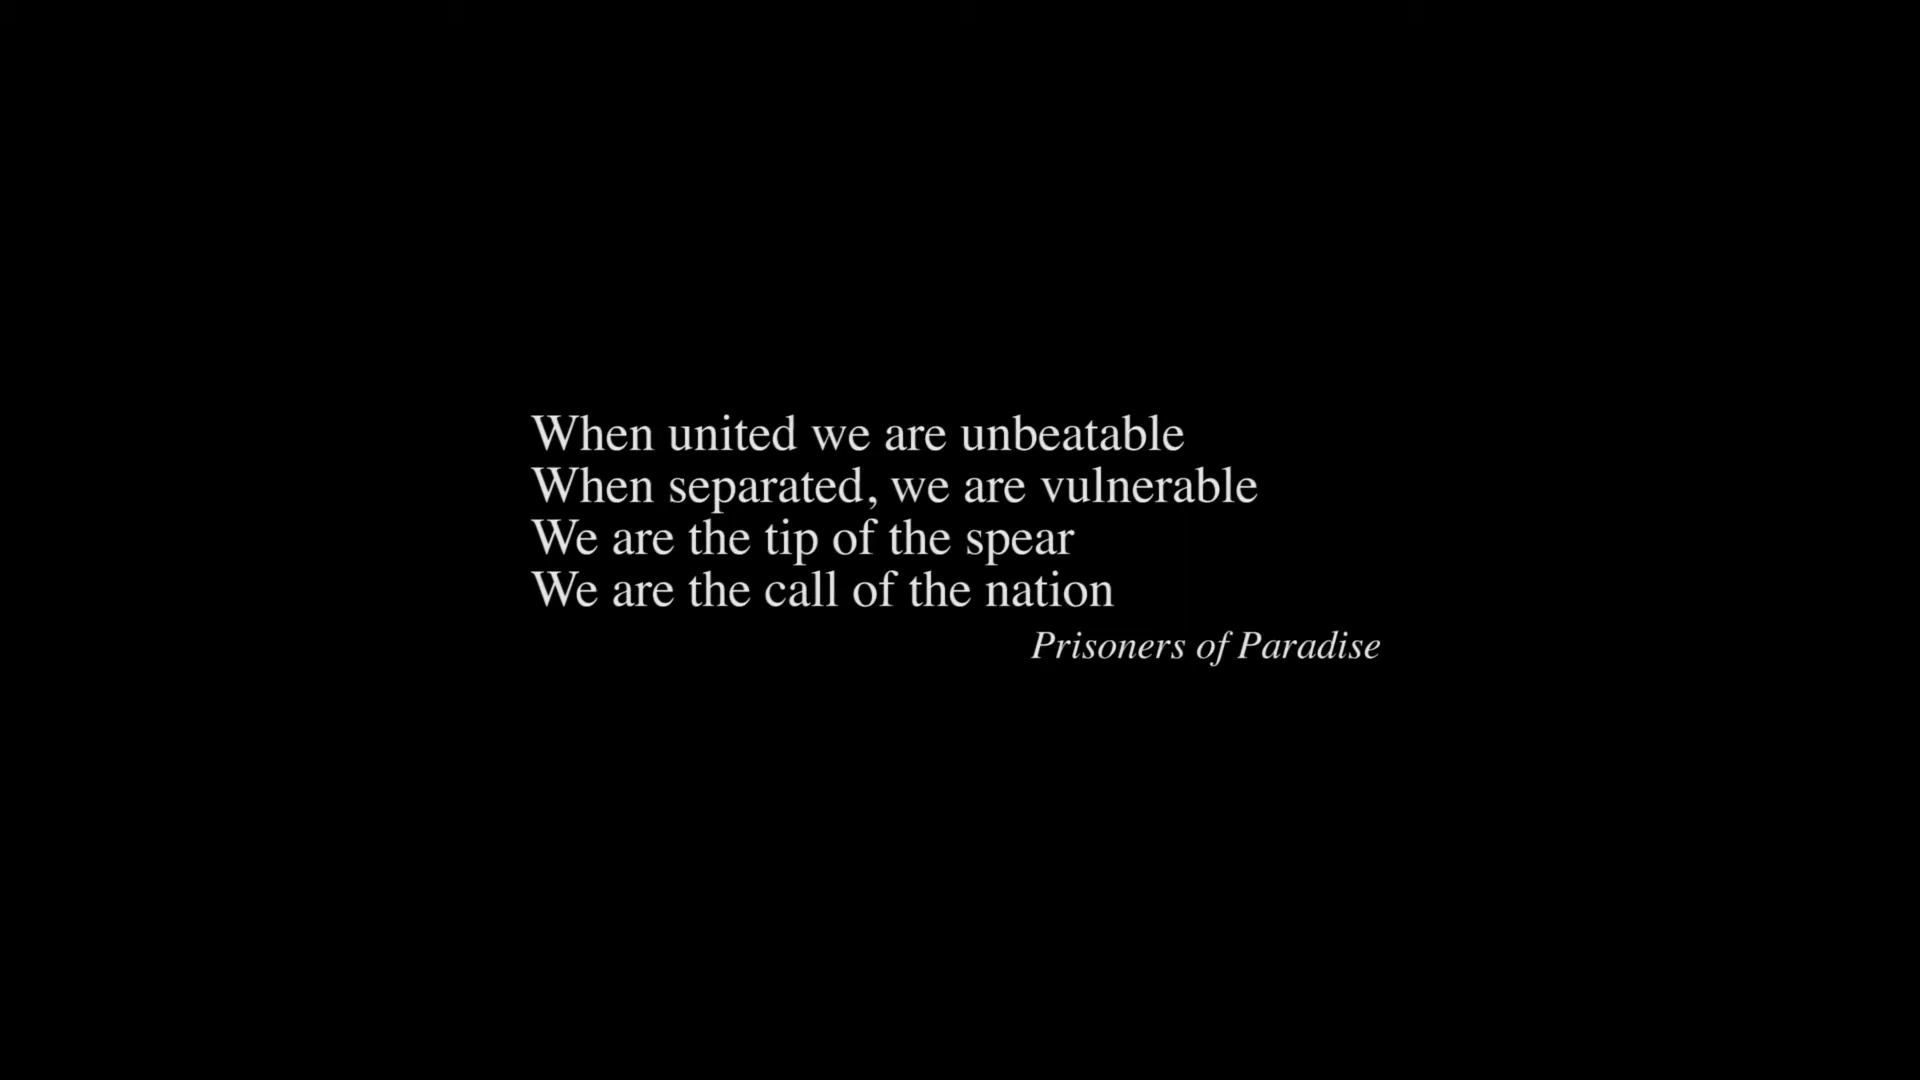 When united we are unbeatable
When separated, we are vulnerable
We are the tip of the spear
We are the call of the nation
Prisoners of Paradise